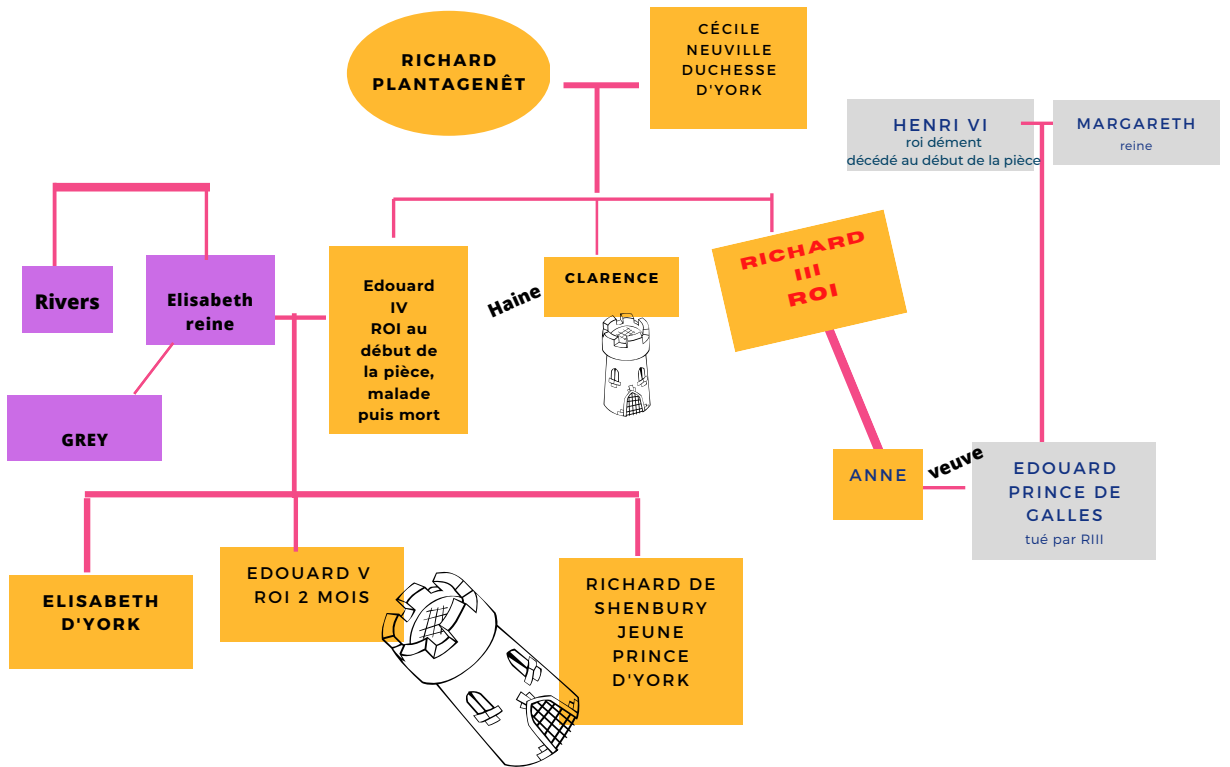 RICHARD
PLANTAGENÊT
CÉCILE
NEUVILLE
DUCHESSE
D'YORK
HENRI VI
roi dément
décédé au début de la pièce
MARGARETH
reine
Rivers
Elisabeth
reine
GREY
Edouard
IV
ROI au
début de
la pièce,
malade
puis mort
Haine
CLARENCE
RICHARD
III
ROI
ANNE
veuve
EDOUARD
PRINCE DE
GALLES
tué par RIII
ELISABETH
D'YORK
EDOUARD V
ROI 2 MOIS
RICHARD DE
SHENBURY
JEUNE
PRINCE
D'YORK